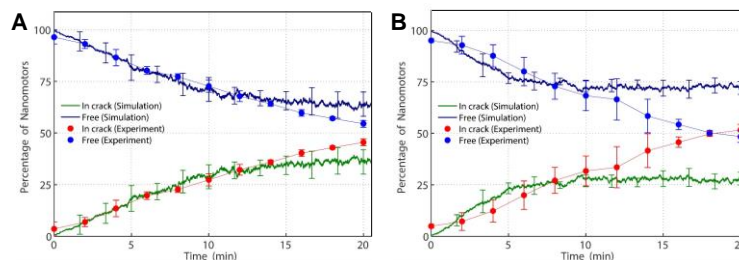 A
100
75
50
25
0
Percentage of Nanomotors
In crack (Simulation)
Free (Simulation)
In crack (Experiment)
Free (Experiment)
0 5 10 15 20
Time (min)
B
100
75
50
25
0
Percentage of Nanomotors
In crack (Simulation)
Free (Simulation)
In crack (Experiment)
Free (Experiment)
0 5 10 15 20
Time (min)